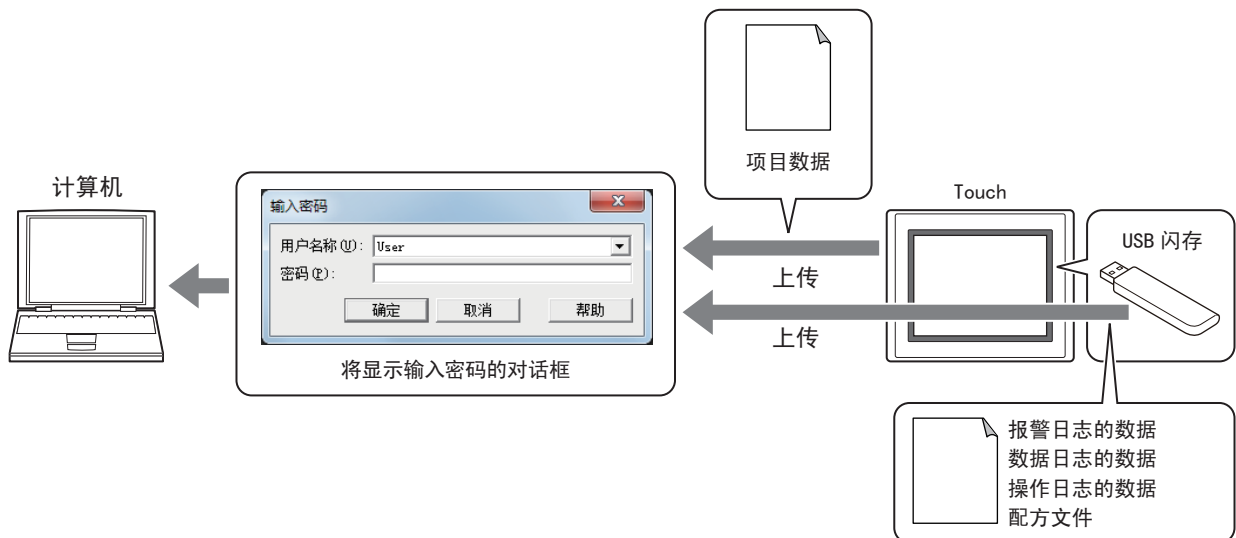 项目数据
计算机
Touch
输入密码
用户名称(U): User
密码(P):
确定 取消 帮助
将显示输入密码的对话框
上传
上传
USB 闪存
报警日志的数据
数据日志的数据
操作日志的数据
配方文件